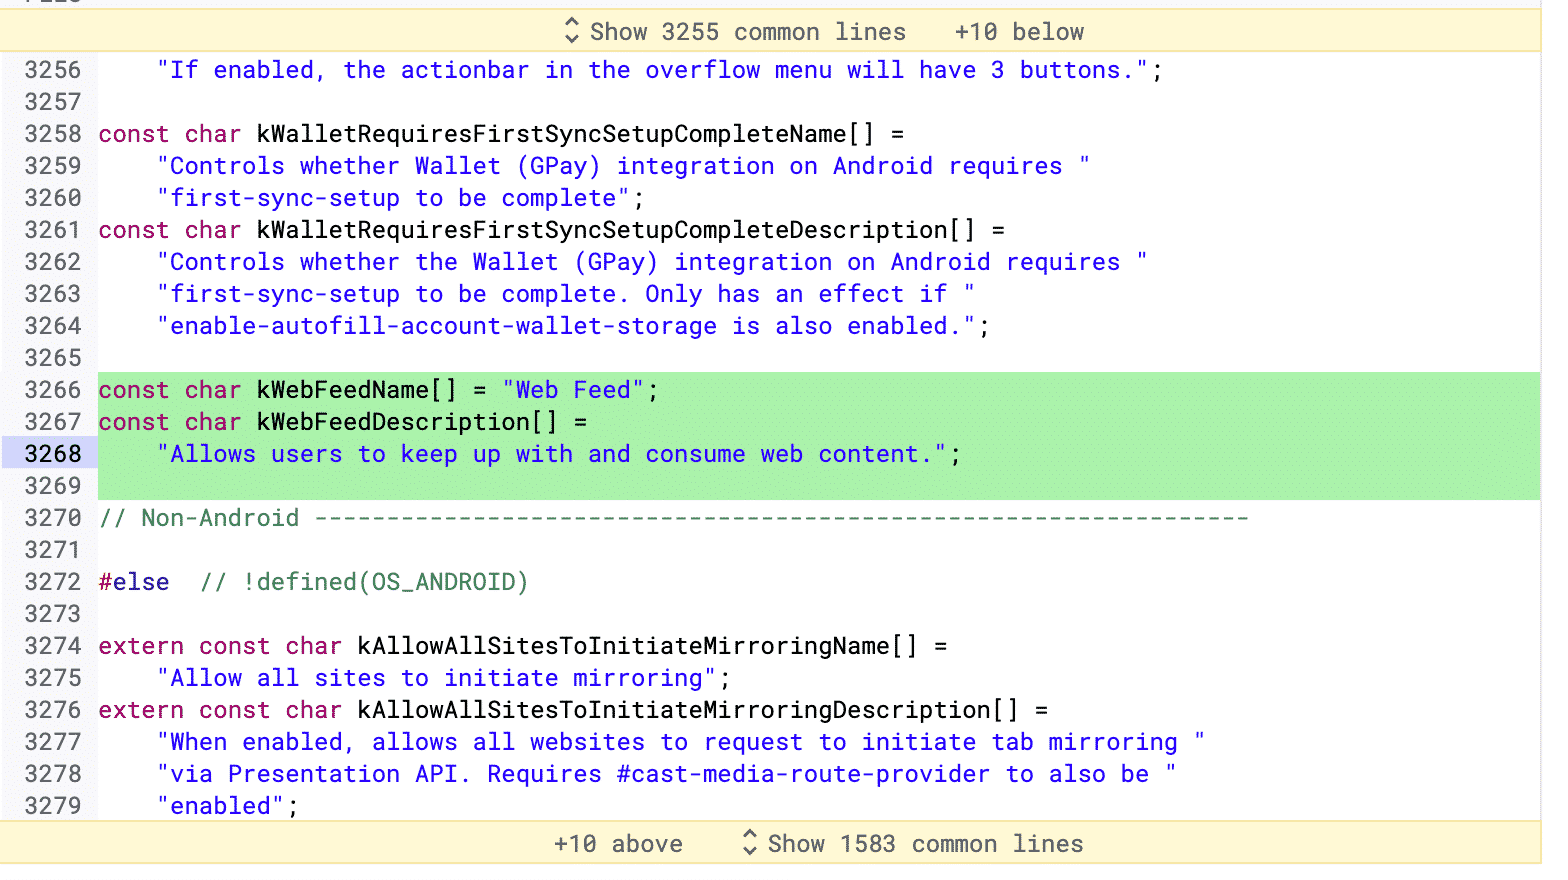 Show 3255 common lines +10 below
3256 "If enabled, the actionbar in the overflow menu will have 3 buttons.";
3257
3258 const char kWalletRequiresFirstSyncSetupCompleteName[] =
3259 "Controls whether Wallet (GPay) integration on Android requires "
3260 "first-sync-setup to be complete";
3261 const char kWalletRequiresFirstSyncSetupCompleteDescription[] =
3262 "Controls whether the Wallet (GPay) integration on Android requires "
3263 "first-sync-setup to be complete. Only has an effect if "
3264 "enable-autofill-account-wallet-storage is also enabled.";
3265
3266 const char kWebFeedName[] = "Web Feed";
3267 const char kWebFeedDescription[] =
3268 "Allows users to keep up with and consume web content.";
3269
3270 // Non-Android -----------------------------------------------------------------
3271
3272 #else // !defined(OS_ANDROID)
3273
3274 extern const char kAllowAllSitesToInitiateMirroringName[] =
3275 "Allow all sites to initiate mirroring";
3276 extern const char kAllowAllSitesToInitiateMirroringDescription[] =
3277 "When enabled, allows all websites to request to initiate tab mirroring "
3278 "via Presentation API. Requires #cast-media-route-provider to also be "
3279 "enabled";
+10 above Show 1583 common lines